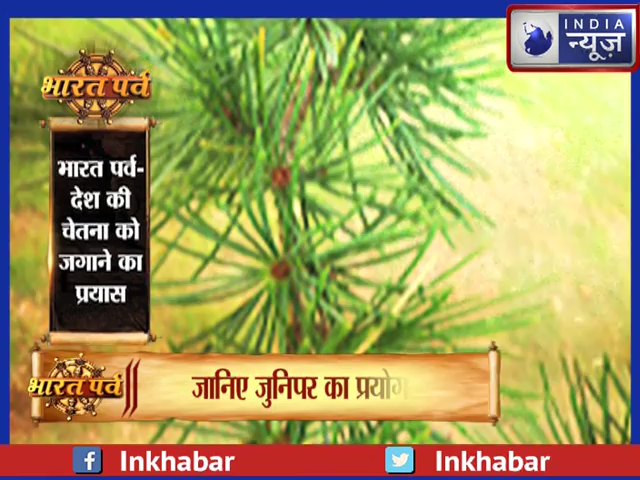 INDIA
न्यूज़
भारत पर्व
भारत पर्व-
देश की
चेतना को
जगाने का
प्रयास
भारत पर्व
जानिए जुनिपर का प्रयोग
Inkhabar
Inkhabar